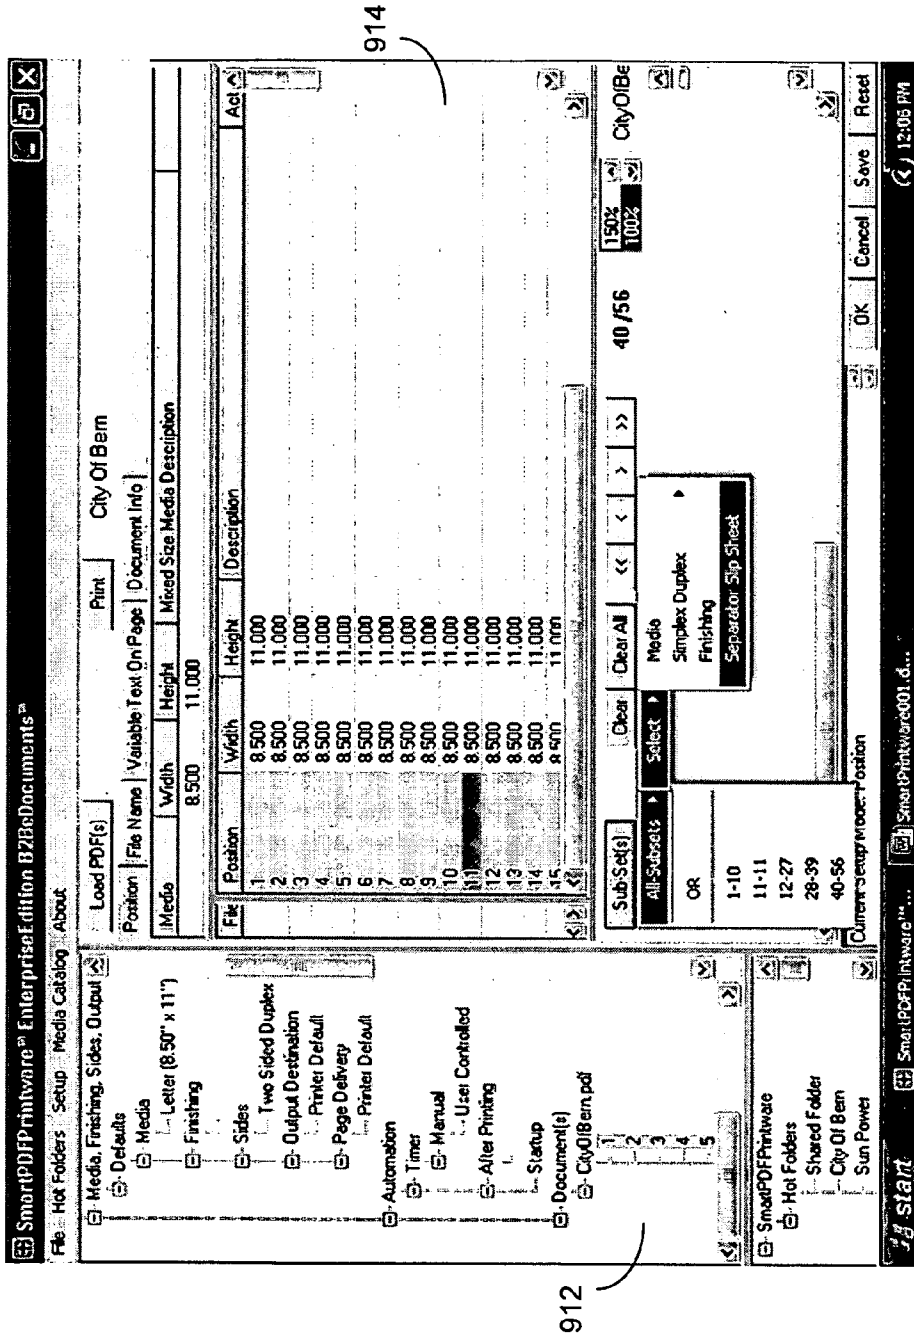 SmartPDFPrintware™ EnterpriseEdition B2BeDocuments™
File Hot Folders Setup Media Catalog About
Media, Finishing, Sides, Output
Defaults
Media
Letter (8.50" x 11")
Finishing
Sides
Two Sided Duplex
Output Destination
Printer Default
Page Delivery
Printer Default
Automation
Timer
Manual
User Controlled
After Printing
Startup
Document(s)
CityOfBern.pdf
1
2
3
4
5
912
SmartPDFPrintware
Hot Folders
Shared Folder
City Of Bern
Sun Power
Load PDF(s) Print City Of Bern
Position File Name Variable Text On Page Document Info
Media Width Height Mixed Size Media Description
8.500 11.000
File Position Width Height Description Act
1 8.500 11.000
2 8.500 11.000
3 8.500 11.000
4 8.500 11.000
5 8.500 11.000
6 8.500 11.000
7 8.500 11.000
8 8.500 11.000
9 8.500 11.000
10 8.500 11.000
11 8.500 11.000
12 8.500 11.000
13 8.500 11.000
14 8.500 11.000
15 8.500 11.000
914
Sub-Set(s) Clear Clear All << < > >> 40 /56 150% CityOfBe
100%
All-Subsets Select Media
Simplex Duplex
Finishing
Separator Slip Sheet
OR
1-10
11-11
12-27
28-39
40-56
Current Setup Mode: Position
OK Cancel Save Reset
start SmartPDFPrintware™... SmartPrintware001.d... 12:06 PM